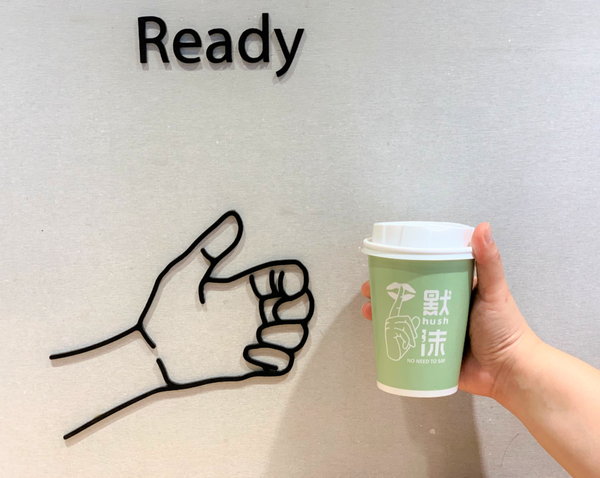 Ready
默
hush
沫
NO NEED TO SAY